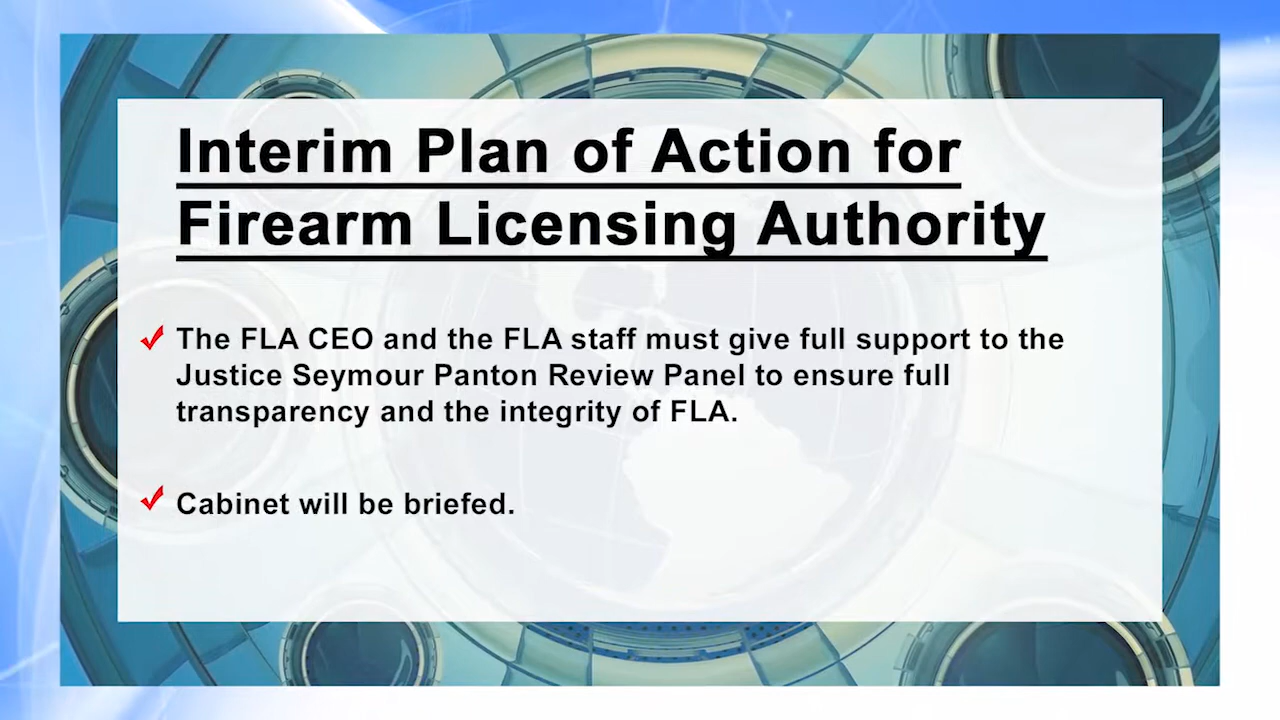 Interim Plan of Action for
Firearm Licensing Authority
The FLA CEO and the FLA staff must give full support to the
Justice Seymour Panton Review Panel to ensure full
transparency and the integrity of FLA.
Cabinet will be briefed.